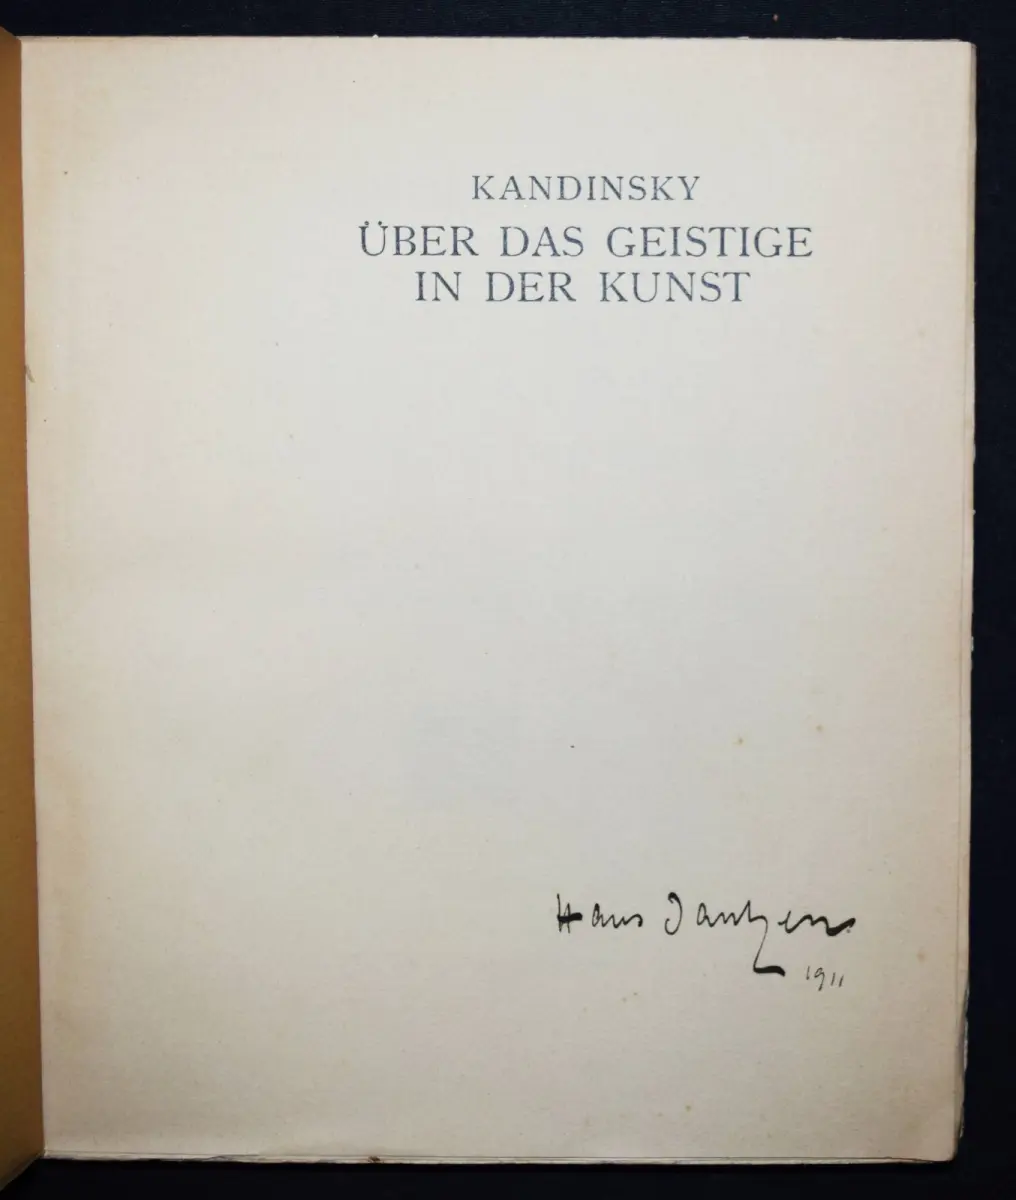 KANDINSKY
ÜBER DAS GEISTIGE
IN DER KUNST
Hans Jantzen
1911